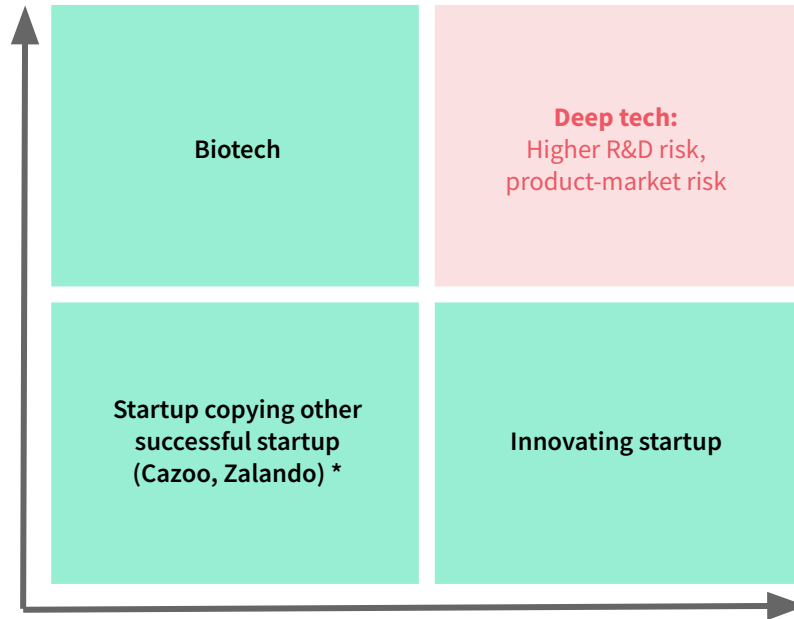 Biotech
Deep tech:
Higher R&D risk,
product-market risk
Startup copying other
successful startup
(Cazoo, Zalando) *
Innovating startup